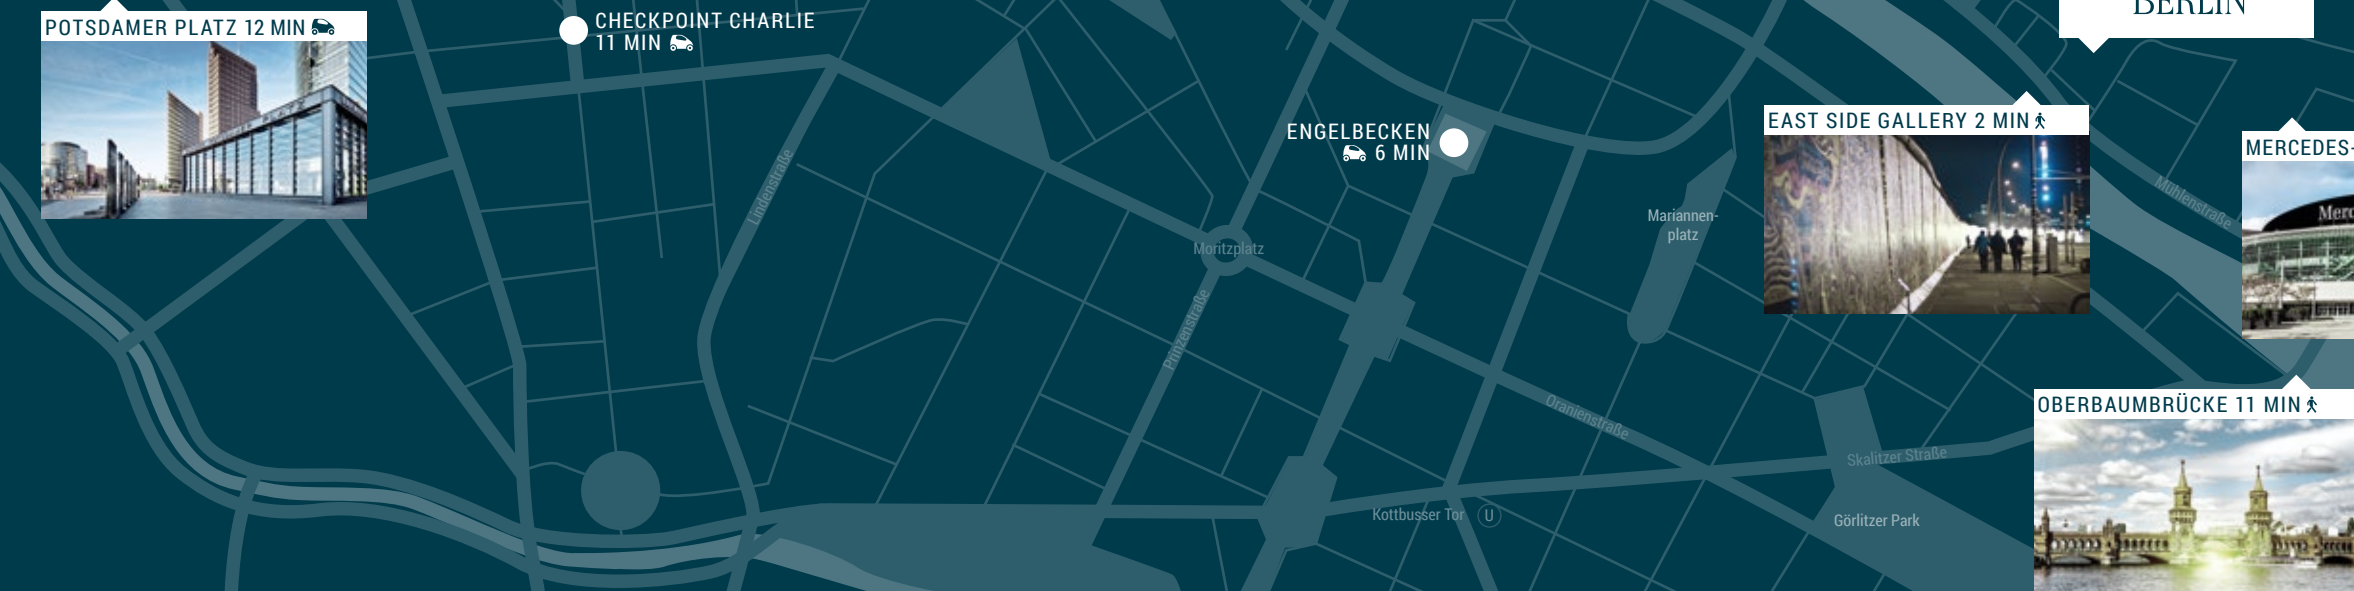 BERLIN
POTSDAMER PLATZ 12 MIN
CHECKPOINT CHARLIE
11 MIN
ENGELBECKEN
6 MIN
EAST SIDE GALLERY 2 MIN
MERCEDES-
Merc
Mühlenstraße
Lindenstraße
Mariannen-
platz
Moritzplatz
Prinzenstraße
Oranienstraße
OBERBAUMBRÜCKE 11 MIN
Skalitzer Straße
Kottbusser Tor U
Görlitzer Park